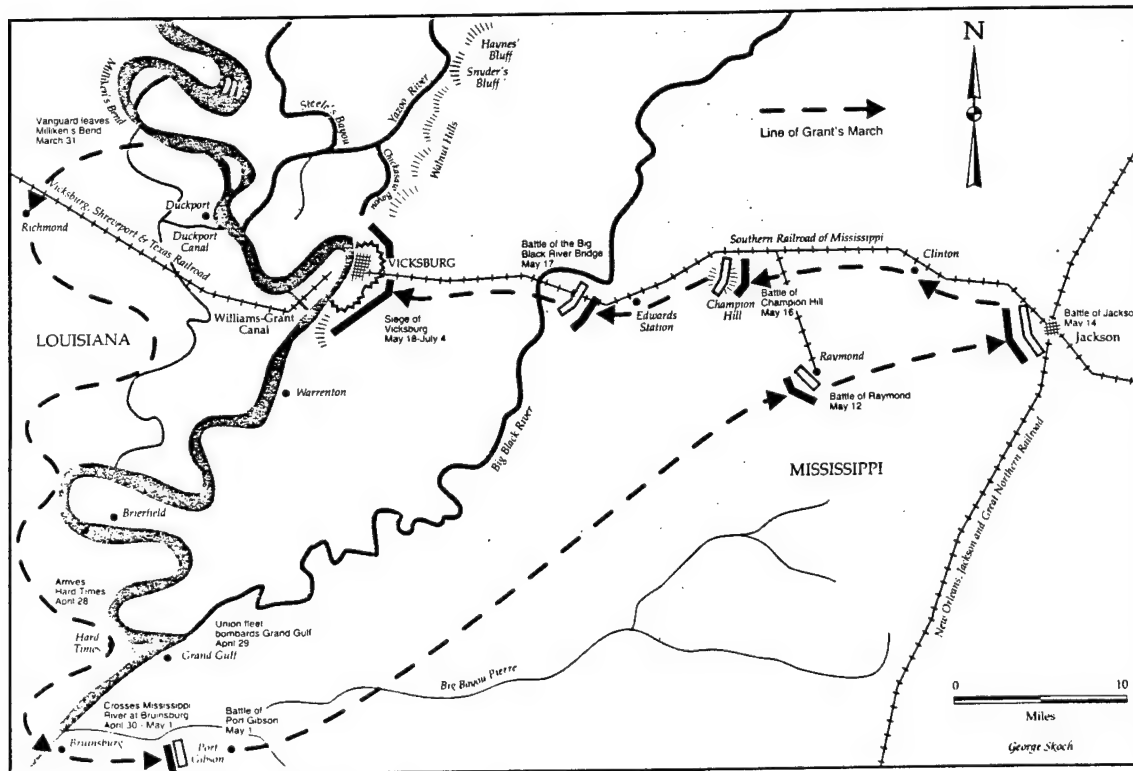 Haynes'
Bluff
Snyder's
Bluff
N
Milliken's Bend
Steele's Bayou
Yazoo River
Vanguard leaves
Milliken's Bend
March 31
Line of Grant's March
Walnut Hills
Chickasaw Bayou
Vicksburg, Shreveport & Texas Railroad
Duckport
Richmond
Duckport
Canal
VICKSBURG
Battle of the Big
Black River Bridge
May 17
Southern Railroad of Mississippi
Clinton
Williams-Grant
Canal
Siege of
Vicksburg
May 18-July 4
Edwards
Station
Champion
Hill
Battle of
Champion Hill
May 16
Battle of Jackson
May 14
Jackson
LOUISIANA
Raymond
Warrenton
Battle of Raymond
May 12
Big Black River
MISSISSIPPI
New Orleans, Jackson and Great Northern Railroad
Brierfield
Arrives
Hard Times
April 28
Union fleet
bombards Grand Gulf
April 29
Hard
Times
Grand Gulf
Big Bayou Pierre
0 10
Miles
Crosses Mississippi
River at Bruinsburg
April 30 - May 1
Battle of
Port Gibson
May 1
Bruinsburg
Port
Gibson
George Skoch